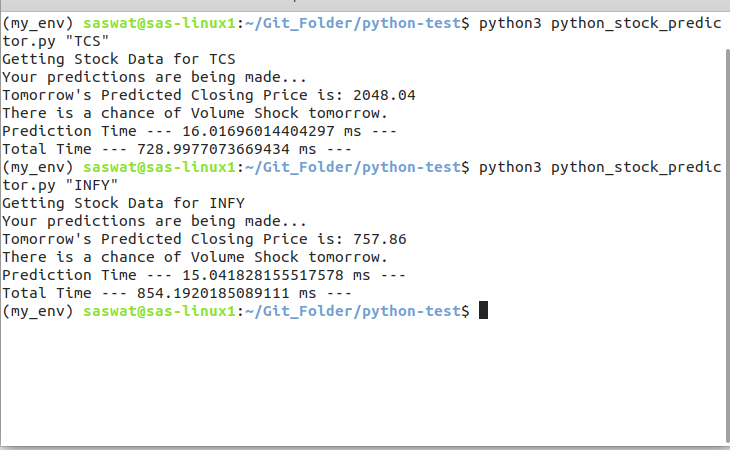 (my_env) saswat@sas-linux1:~/Git_Folder/python-test$ python3 python_stock_predic
tor.py "TCS"
Getting Stock Data for TCS
Your predictions are being made...
Tomorrow's Predicted Closing Price is: 2048.04
There is a chance of Volume Shock tomorrow.
Prediction Time --- 16.01696014404297 ms ---
Total Time --- 728.9977073669434 ms ---
(my_env) saswat@sas-linux1:~/Git_Folder/python-test$ python3 python_stock_predic
tor.py "INFY"
Getting Stock Data for INFY
Your predictions are being made...
Tomorrow's Predicted Closing Price is: 757.86
There is a chance of Volume Shock tomorrow.
Prediction Time --- 15.041828155517578 ms ---
Total Time --- 854.1920185089111 ms ---
(my_env) saswat@sas-linux1:~/Git_Folder/python-test$